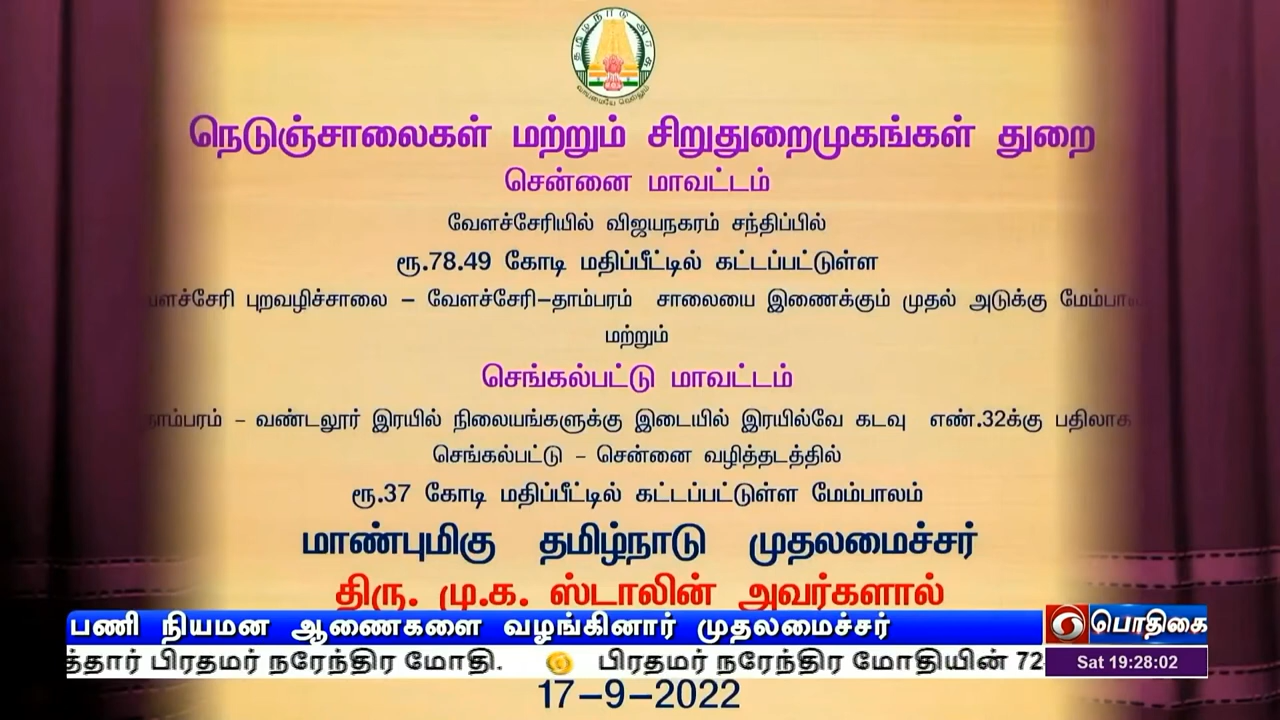 தமிழ்நாடு அரசு
வாய்மையே வெல்லும்
நெடுஞ்சாலைகள் மற்றும் சிறுதுறைமுகங்கள் துறை
சென்னை மாவட்டம்
வேளச்சேரியில் விஜயநகரம் சந்திப்பில்
ரூ.78.49 கோடி மதிப்பீட்டில் கட்டப்பட்டுள்ள
புறவழிச்சாலை – வேளச்சேரி–தாம்பரம் சாலையை இணைக்கும் முதல் அடுக்கு
மற்றும்
செங்கல்பட்டு மாவட்டம்
– வண்டலூர் இரயில் நிலையங்களுக்கு இடையில் இரயில்வே கடவு எண்.32க்கு பதிலாக
செங்கல்பட்டு – சென்னை வழித்தடத்தில்
ரூ.37 கோடி மதிப்பீட்டில் கட்டப்பட்டுள்ள மேம்பாலம்
மாண்புமிகு தமிழ்நாடு முதலமைச்சர்
திரு. மு.க. ஸ்டாலின் அவர்களால்
பணி நியமன ஆணைகளை வழங்கினார் முதலமைச்சர்
பொதிகை
த்தார் பிரதமர் நரேந்திர மோதி. பிரதமர் நரேந்திர மோதியின் 72
Sat 19:28:02
17–9–2022